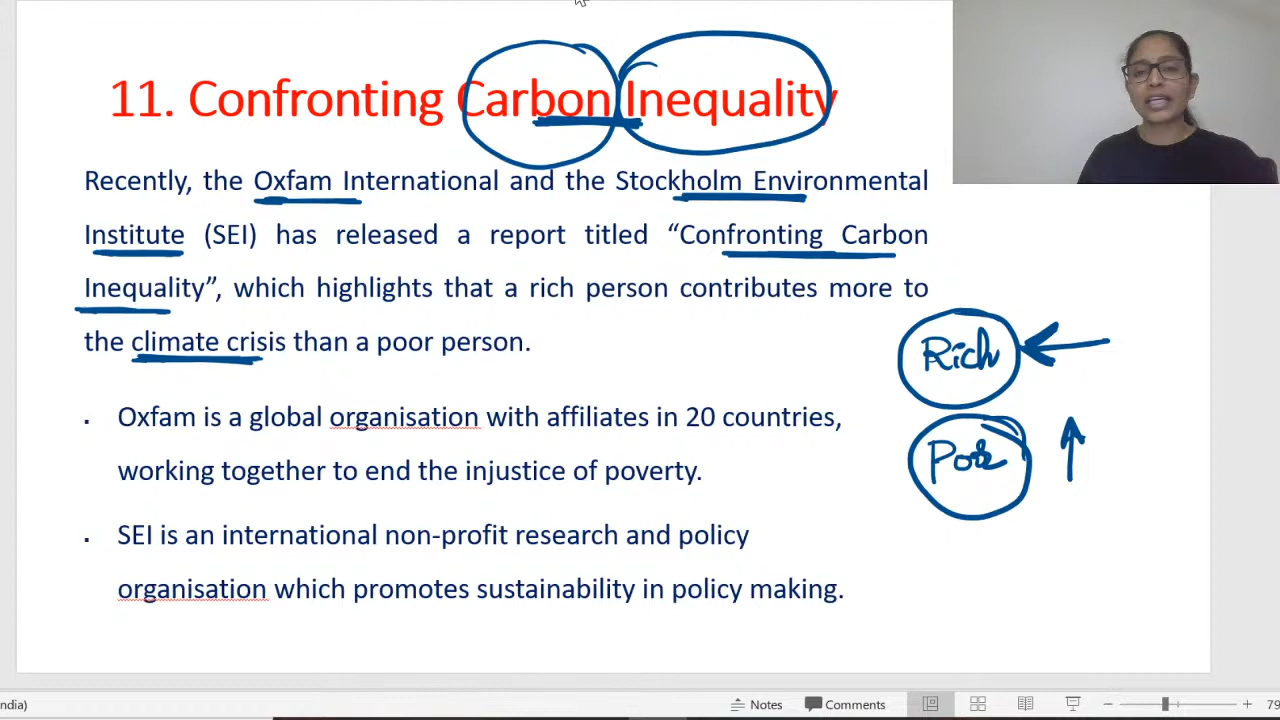 11. Confronting Carbon Inequality
Recently, the Oxfam International and the Stockholm Environmental
Institute (SEI) has released a report titled “Confronting Carbon
Inequality”, which highlights that a rich person contributes more to
the climate crisis than a poor person.
Rich
Poor
▪ Oxfam is a global organisation with affiliates in 20 countries,
working together to end the injustice of poverty.
▪ SEI is an international non-profit research and policy
organisation which promotes sustainability in policy making.
ndia)
Notes
Comments
79